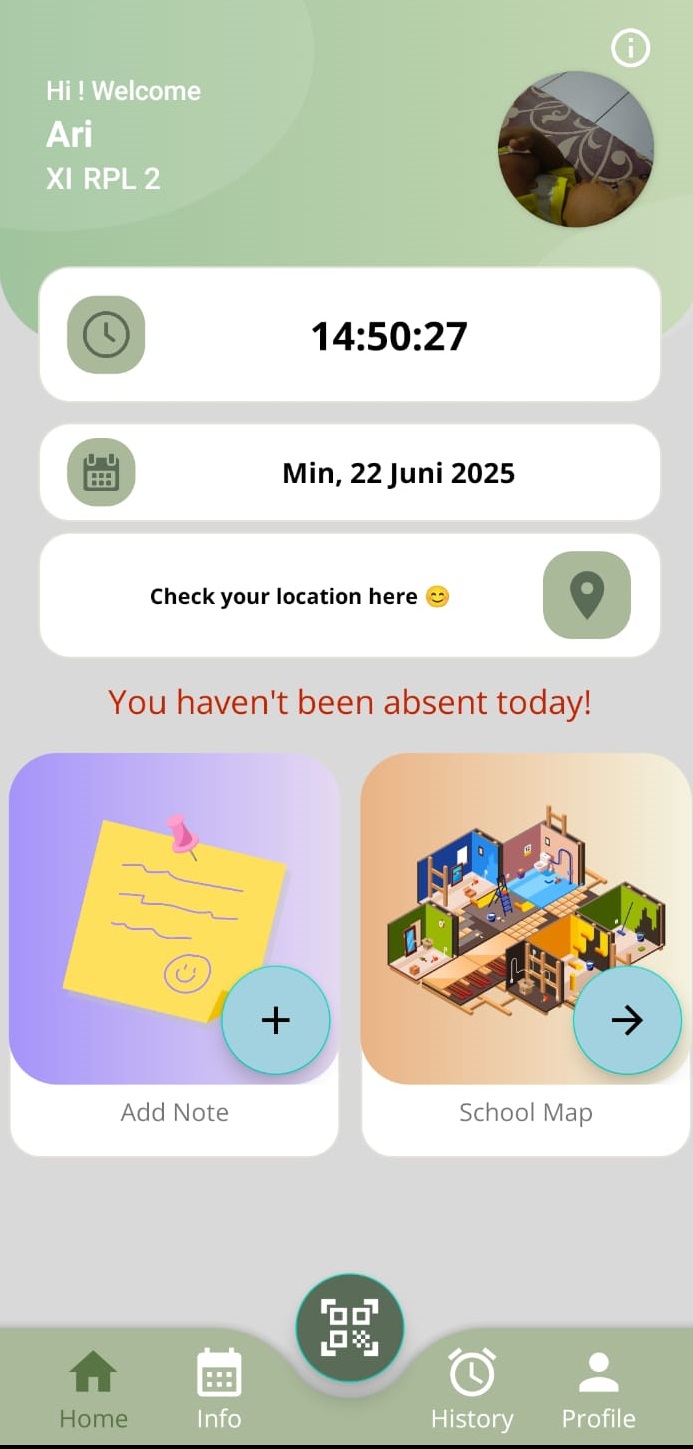 Hi ! Welcome
Ari
XI RPL 2
14:50:27
Min, 22 Juni 2025
Check your location here 😊
You haven't been absent today!
Add Note
School Map
Home
Info
History
Profile